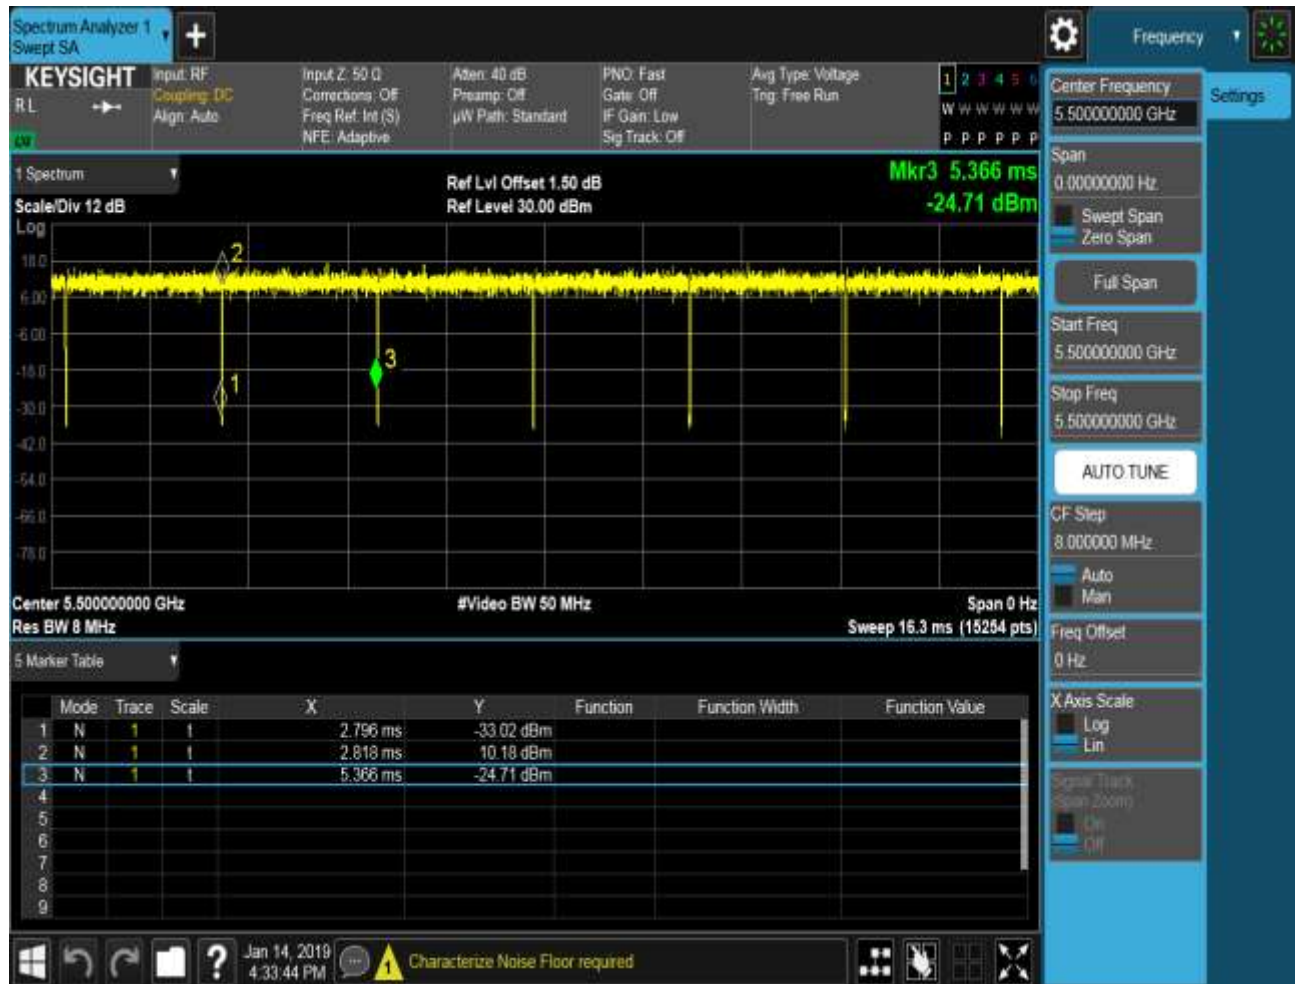 Spectrum Analyzer 1
Swept SA
+
Frequency
KEYSIGHT
RL
Input: RF
Coupling: DC
Align: Auto
Input Z: 50 Ω
Corrections: Off
Freq Ref: Int (S)
NFE: Adaptive
Atten: 40 dB
Preamp: Off
µW Path: Standard
PNO: Fast
Gate: Off
IF Gain: Low
Sig Track: Off
Avg Type: Voltage
Trig: Free Run
1 2 3 4 5 6
W W W W W W
P P P P P P
Center Frequency
5.500000000 GHz
Settings
Span
0.00000000 Hz
Swept Span
Zero Span
Full Span
Start Freq
5.500000000 GHz
Stop Freq
5.500000000 GHz
AUTO TUNE
CF Step
8.000000 MHz
Auto
Man
Freq Offset
0 Hz
X Axis Scale
Log
Lin
Signal Track
(Span Zoom)
On
Off
1 Spectrum
Scale/Div 12 dB
Log
Ref Lvl Offset 1.50 dB
Ref Level 30.00 dBm
Mkr3 5.366 ms
-24.71 dBm
18.0
6.00
-6.00
-18.0
-30.0
-42.0
-54.0
-66.0
-78.0
2
1
3
Center 5.500000000 GHz
#Video BW 50 MHz
Span 0 Hz
Res BW 8 MHz
Sweep 16.3 ms (15254 pts)
5 Marker Table
Mode Trace Scale X Y Function Function Width Function Value
1 N 1 t 2.796 ms -33.02 dBm
2 N 1 t 2.818 ms 10.18 dBm
3 N 1 t 5.366 ms -24.71 dBm
4
5
6
7
8
9
?
Jan 14, 2019
4:33:44 PM
1
Characterize Noise Floor required